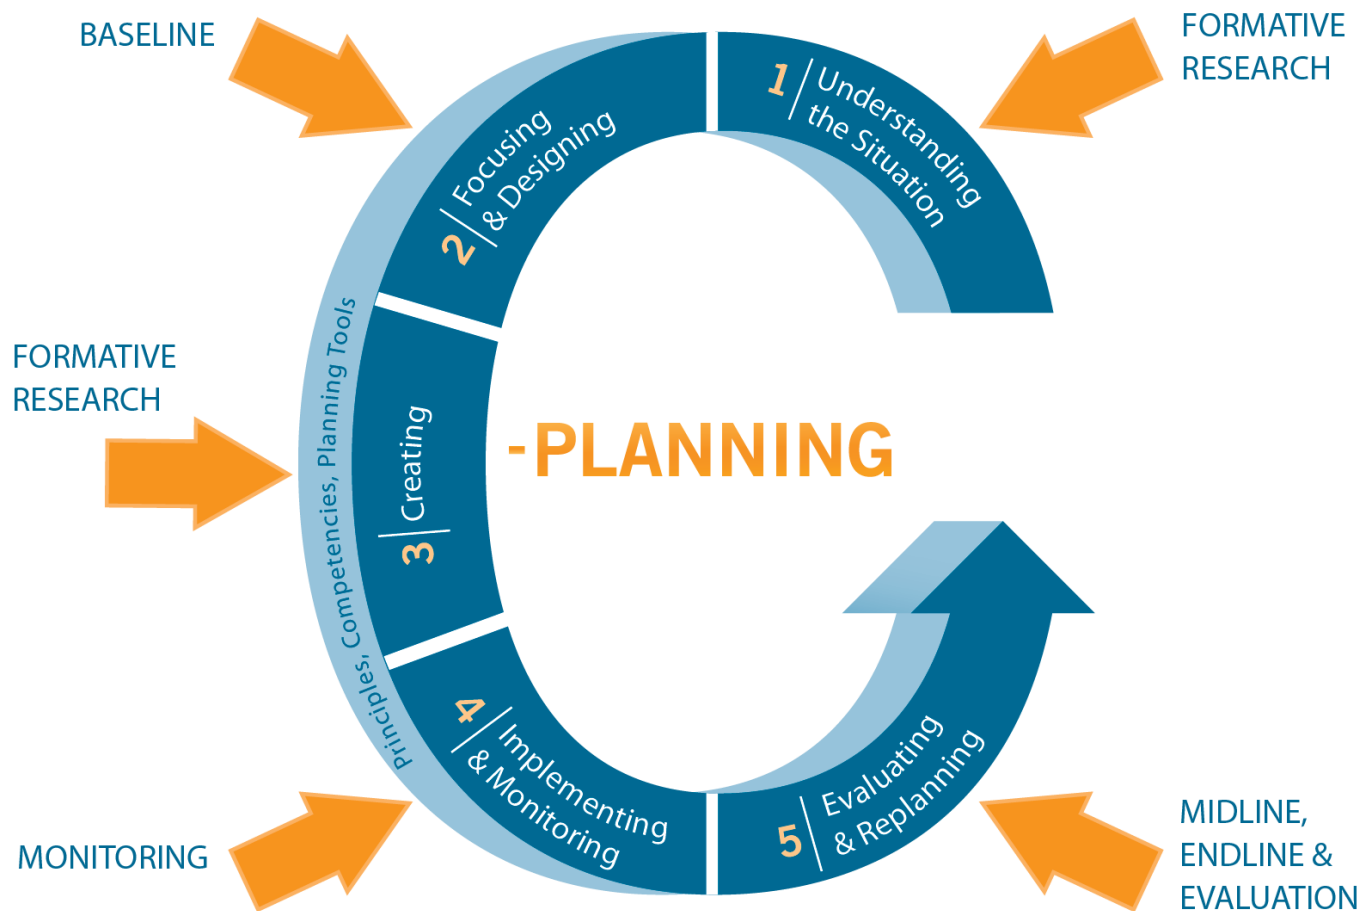 BASELINE
FORMATIVE
RESEARCH
1
Understanding
the Situation
2
Focusing
& Designing
FORMATIVE
RESEARCH
Principles, Competencies, Planning Tools
3
Creating
-PLANNING
4
Implementing
& Monitoring
5
Evaluating
& Replanning
MONITORING
MIDLINE,
ENDLINE &
EVALUATION